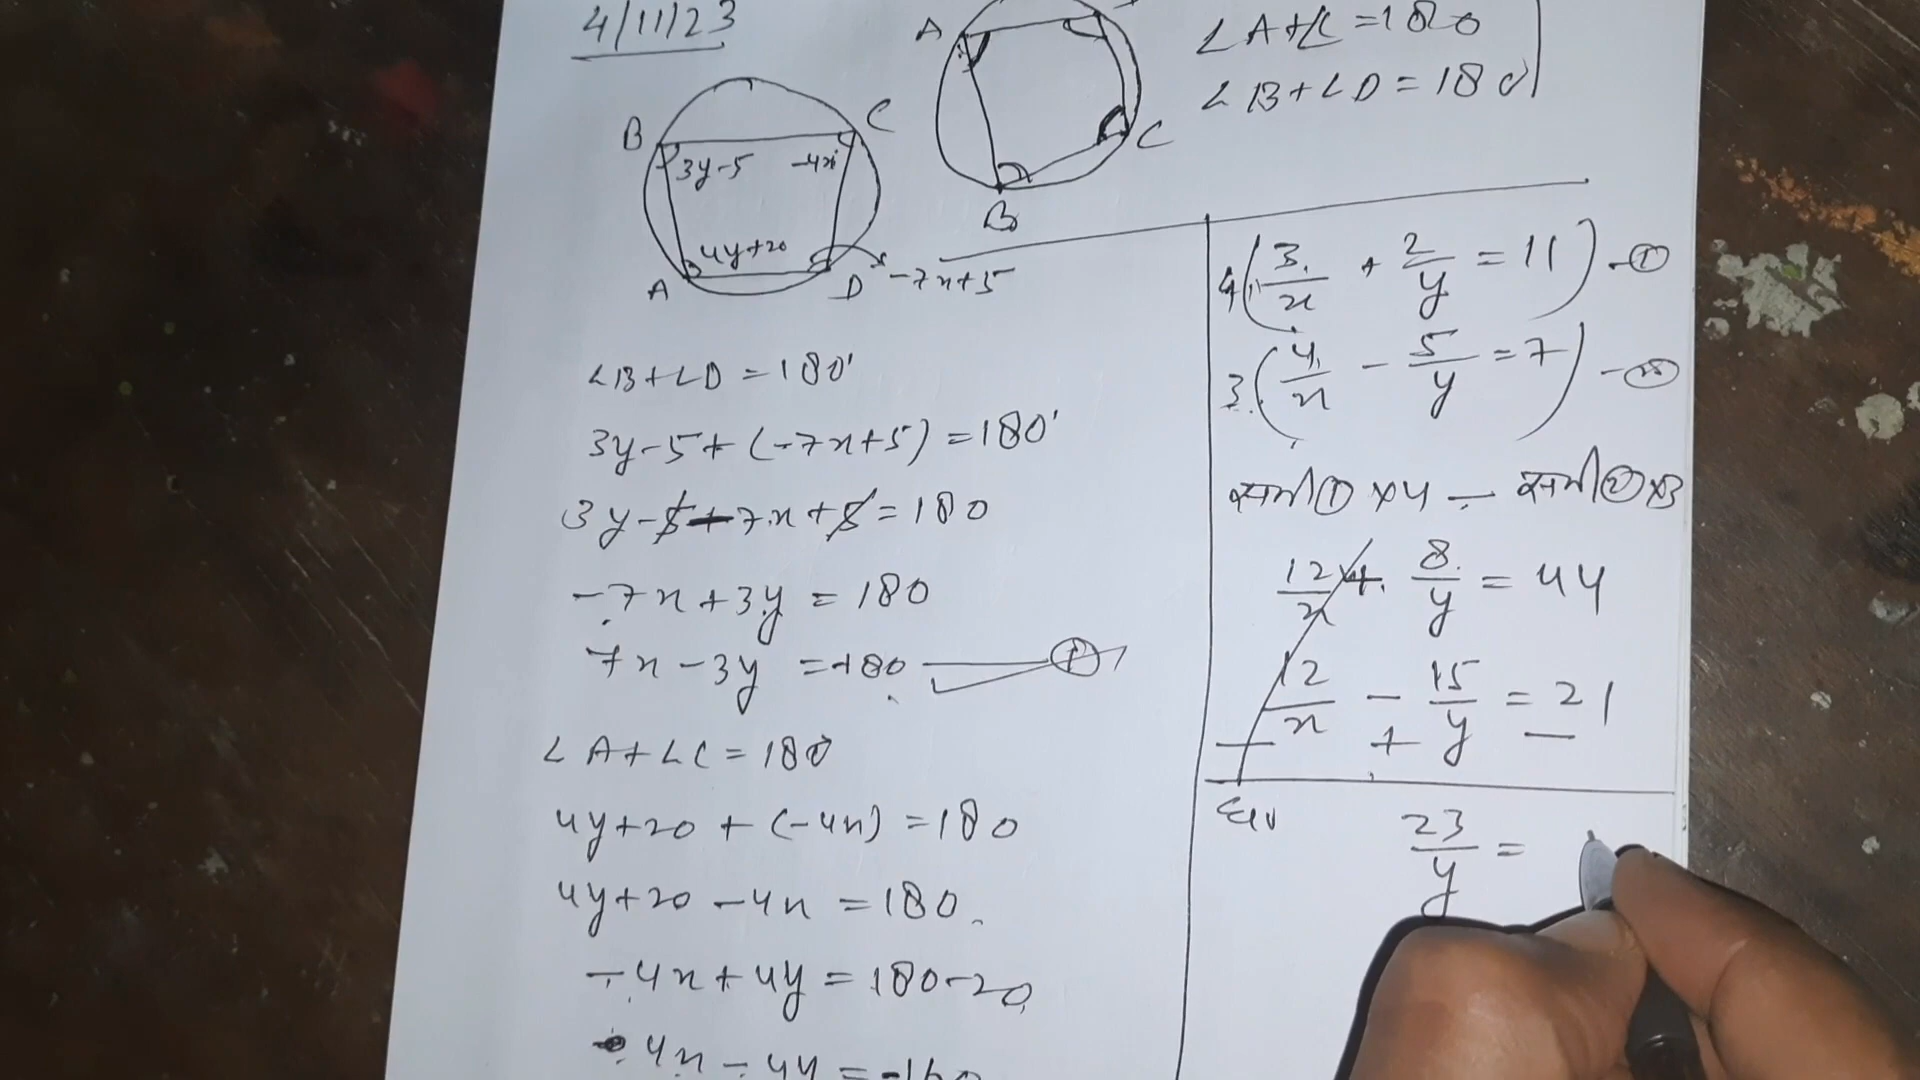 4/11/23
A
∠A+∠C=180
∠B+∠D=180
B
C
3y-5
-4x
4y+20
A
D
-7x+5
C
B
∠B+∠D=180°
3y-5+(-7x+5)=180°
3y-5-7x+5=180
-7x+3y=180
7x-3y=-180 — ①
∠A+∠C=180
4y+20+(-4x)=180
4y+20-4x=180
-4x+4y=180-20
4x-4y=-160
4(3/x + 2/y = 11) - ①
3(4/x - 5/y = 7) - ②
समी① x4 - समी② x3
12/x + 8/y = 44
12/x - 15/y = 21
- + -
23/y =